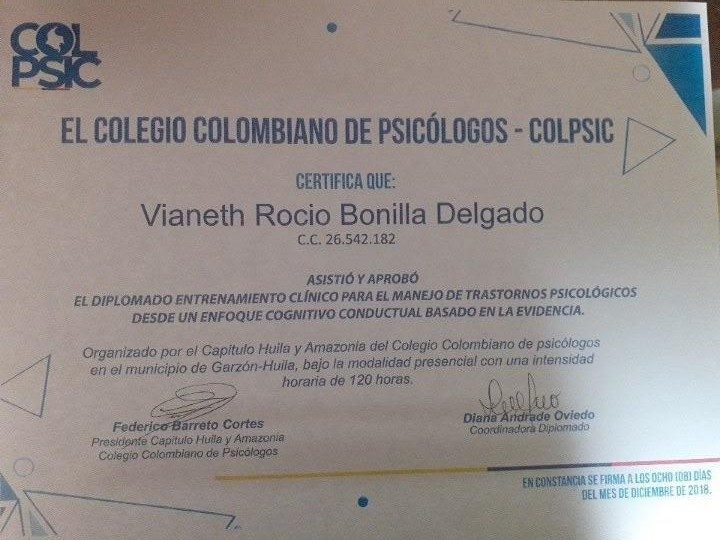 COL
PSIC
EL COLEGIO COLOMBIANO DE PSICÓLOGOS - COLPSIC
CERTIFICA QUE:
Vianeth Rocio Bonilla Delgado
C.C. 26.542.182
ASISTIÓ Y APROBÓ
EL DIPLOMADO ENTRENAMIENTO CLÍNICO PARA EL MANEJO DE TRASTORNOS PSICOLÓGICOS
DESDE UN ENFOQUE COGNITIVO CONDUCTUAL BASADO EN LA EVIDENCIA.
Organizado por el Capitulo Huila y Amazonia del Colegio Colombiano de psicólogos
en el municipio de Garzón-Huila, bajo la modalidad presencial con una intensidad
horaria de 120 horas.
Federico Barreto Cortes
Presidente Capitulo Huila y Amazonia
Colegio Colombiano de Psicólogos
Diana Andrade Oviedo
Coordinadora Diplomado
EN CONSTANCIA SE FIRMA A LOS OCHO (08) DÍAS
DEL MES DE DICIEMBRE DE 2018.